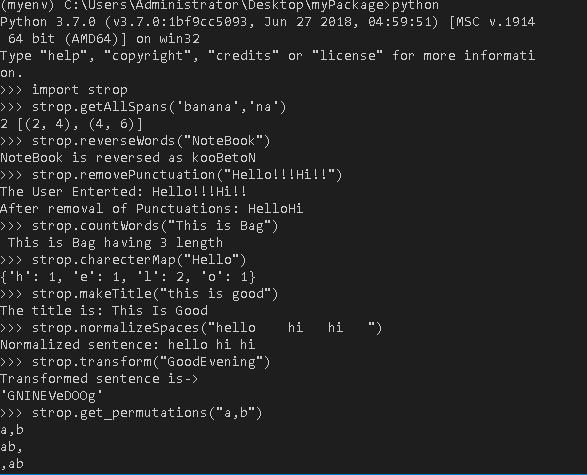 (myenv) C:\Users\Administrator\Desktop\myPackage>python
Python 3.7.0 (v3.7.0:1bf9cc5093, Jun 27 2018, 04:59:51) [MSC v.1914
 64 bit (AMD64)] on win32
Type "help", "copyright", "credits" or "license" for more informati
on.
>>> import strop
>>> strop.getAllSpans('banana','na')
2 [(2, 4), (4, 6)]
>>> strop.reverseWords("NoteBook")
NoteBook is reversed as kooBetoN
>>> strop.removePunctuation("Hello!!!Hi!!")
The User Enterted: Hello!!!Hi!!
After removal of Punctuations: HelloHi
>>> strop.countWords("This is Bag")
 This is Bag having 3 length
>>> strop.charecterMap("Hello")
{'h': 1, 'e': 1, 'l': 2, 'o': 1}
>>> strop.makeTitle("this is good")
The title is: This Is Good
>>> strop.normalizeSpaces("hello    hi   hi   ")
Normalized sentence: hello hi hi
>>> strop.transform("GoodEvening")
Transformed sentence is->
'GNINEVeDOOg'
>>> strop.get_permutations("a,b")
a,b
ab,
,ab